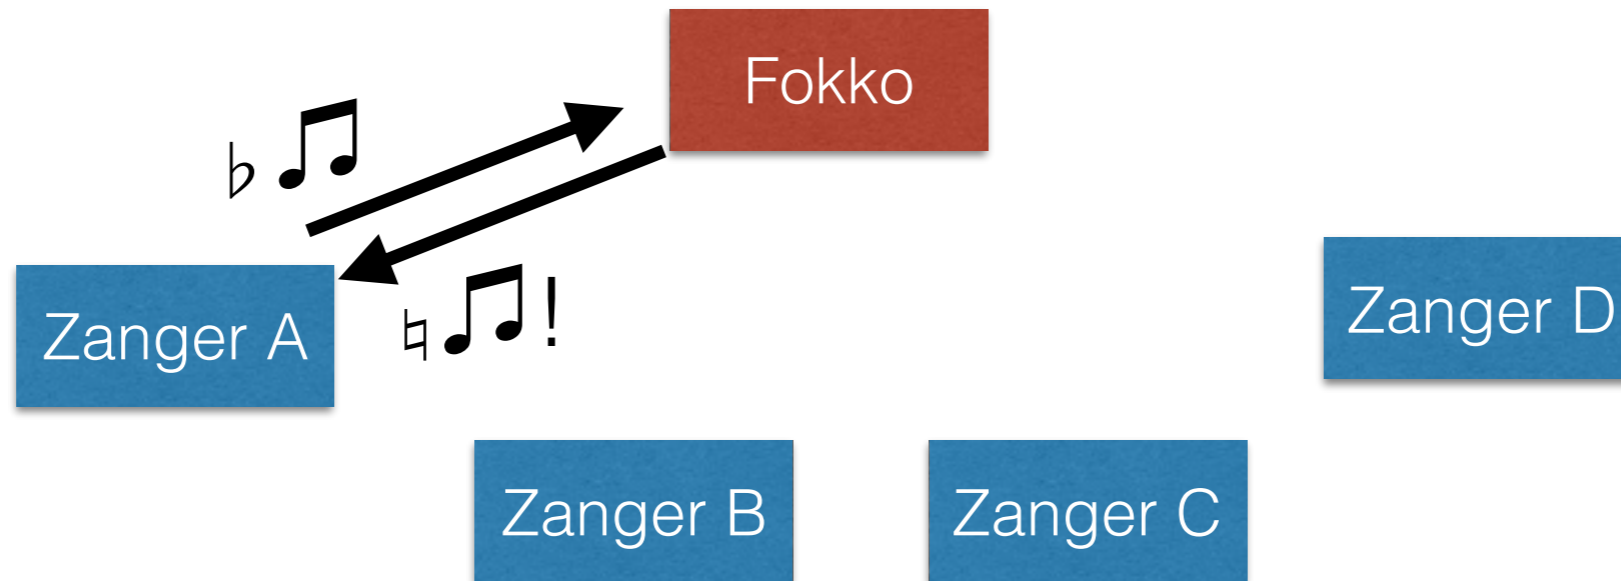 Fokko
♭ ♫
Zanger A
♮ ♫ !
Zanger D
Zanger B
Zanger C